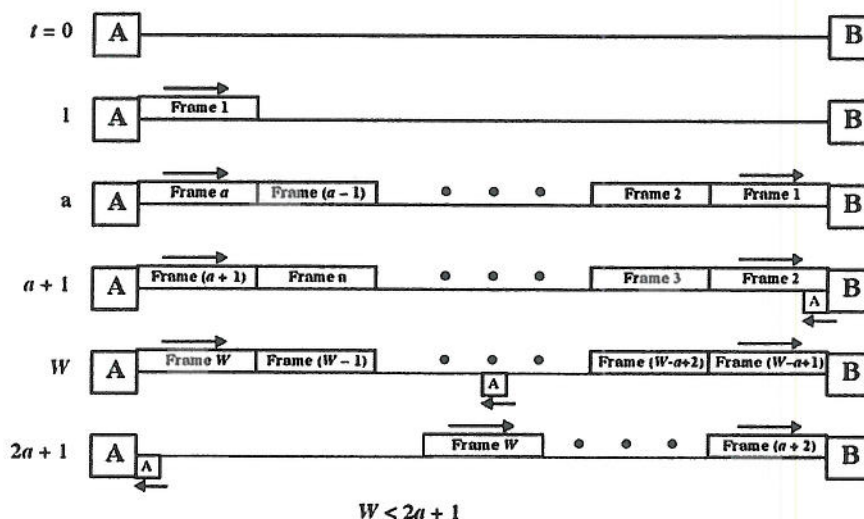 t = 0 A B
1 A Frame 1 B
a A Frame a Frame (a – 1) Frame 2 Frame 1 B
a + 1 A Frame (a + 1) Frame n Frame 3 Frame 2 A B
W A Frame W Frame (W – 1) A Frame (W-a+2) Frame (W-a+1) B
2a + 1 A A Frame W Frame (a + 2) B
W < 2a + 1